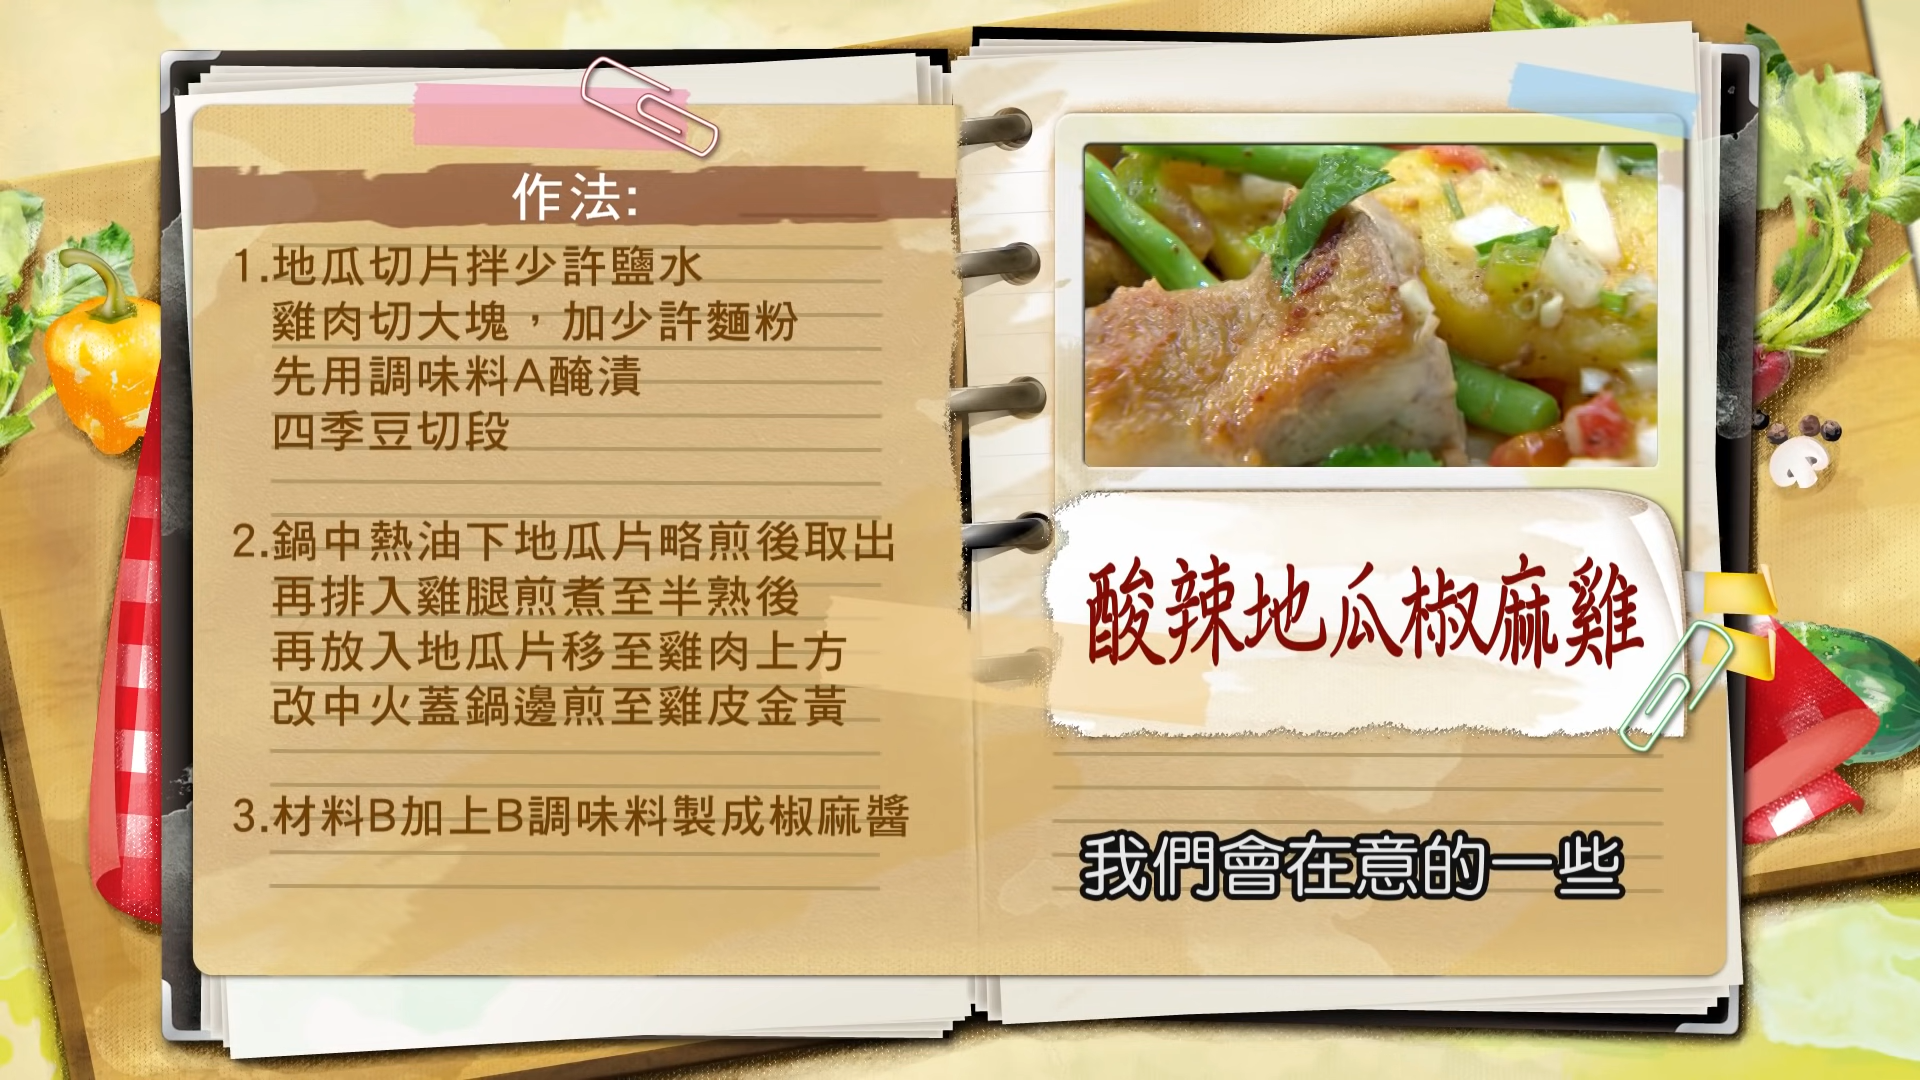 作法:
1.地瓜切片拌少許鹽水
雞肉切大塊，加少許麵粉
先用調味料A醃漬
四季豆切段
2.鍋中熱油下地瓜片略煎後取出
再排入雞腿煎煮至半熟後
再放入地瓜片移至雞肉上方
改中火蓋鍋邊煎至雞皮金黃
3.材料B加上B調味料製成椒麻醬
酸辣地瓜椒麻雞
我們會在意的一些